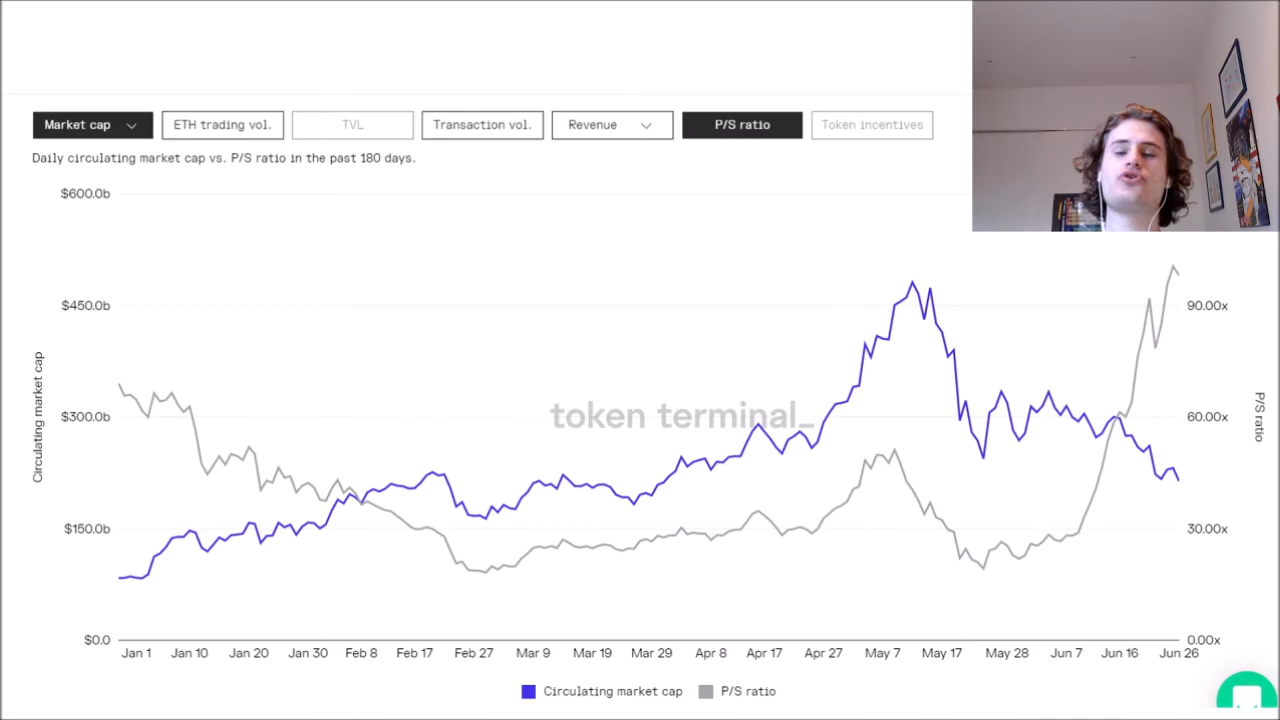 Market cap ETH trading vol. TVL Transaction vol. Revenue P/S ratio Token incentives
Daily circulating market cap vs. P/S ratio in the past 180 days.
$600.0b
$450.0b
$300.0b
$150.0b
$0.0
Circulating market cap
token terminal_
90.00x
60.00x
30.00x
0.00x
P/S ratio
Jan 1 Jan 10 Jan 20 Jan 30 Feb 8 Feb 17 Feb 27 Mar 9 Mar 19 Mar 29 Apr 8 Apr 17 Apr 27 May 7 May 17 May 28 Jun 7 Jun 16 Jun 26
Circulating market cap P/S ratio